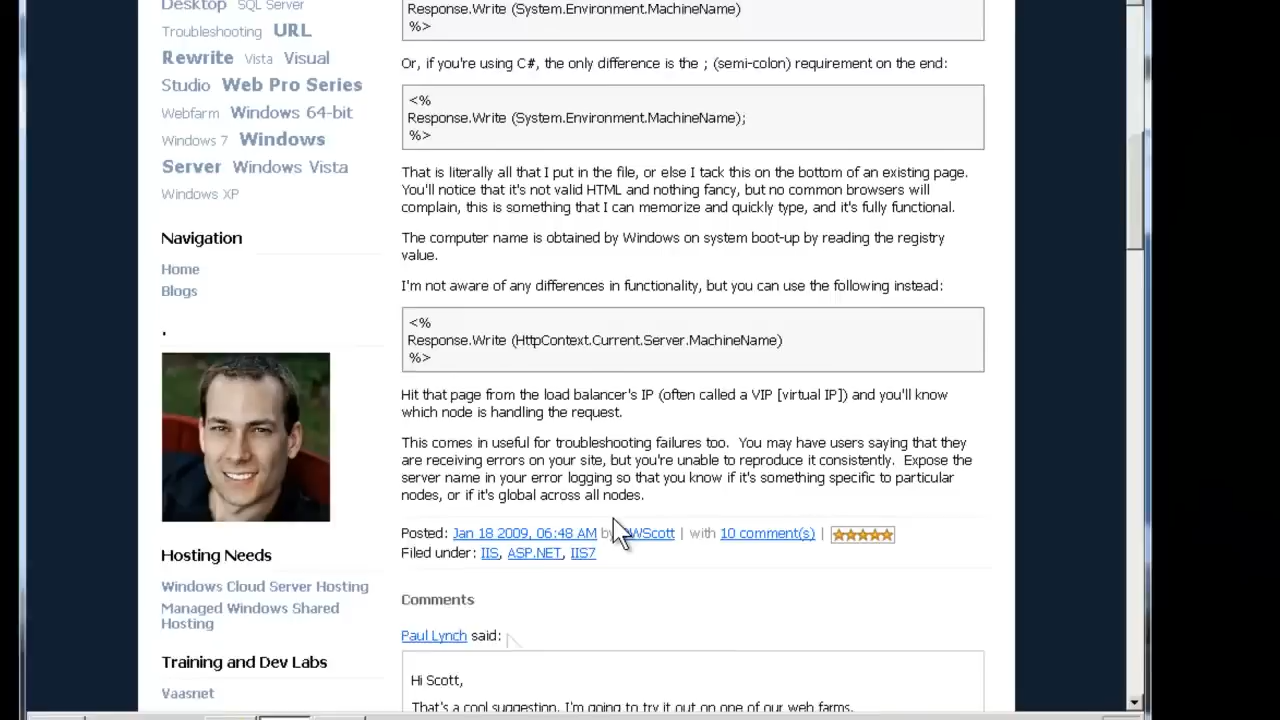 Desktop SQL Server
Troubleshooting URL
Rewrite Vista Visual
Studio Web Pro Series
Webfarm Windows 64-bit
Windows 7 Windows
Server Windows Vista
Windows XP
Navigation
Home
Blogs
.
Hosting Needs
Windows Cloud Server Hosting
Managed Windows Shared
Hosting
Training and Dev Labs
Vaasnet
Response.Write (System.Environment.MachineName)
%>
Or, if you're using C#, the only difference is the ; (semi-colon) requirement on the end:
<%
Response.Write (System.Environment.MachineName);
%>
That is literally all that I put in the file, or else I tack this on the bottom of an existing page.
You'll notice that it's not valid HTML and nothing fancy, but no common browsers will
complain, this is something that I can memorize and quickly type, and it's fully functional.
The computer name is obtained by Windows on system boot-up by reading the registry
value.
I'm not aware of any differences in functionality, but you can use the following instead:
<%
Response.Write (HttpContext.Current.Server.MachineName)
%>
Hit that page from the load balancer's IP (often called a VIP [virtual IP]) and you'll know
which node is handling the request.
This comes in useful for troubleshooting failures too. You may have users saying that they
are receiving errors on your site, but you're unable to reproduce it consistently. Expose the
server name in your error logging so that you know if it's something specific to particular
nodes, or if it's global across all nodes.
Posted: Jan 18 2009, 06:48 AM by | with 10 comment(s) |
Filed under: IIS, ASP.NET, IIS7
Comments
Paul Lynch said:
Hi Scott,
That's a cool suggestion. I'm going to try it out on one of our web farms.